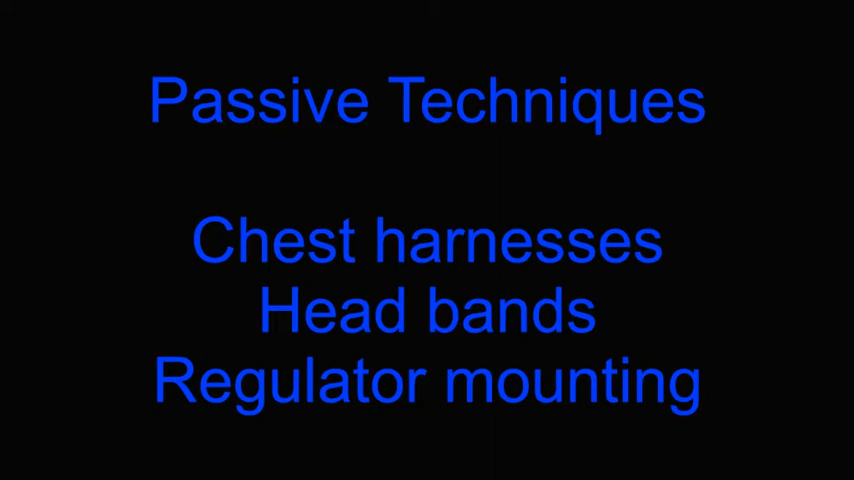 Passive Techniques
Chest harnesses
Head bands
Regulator mounting